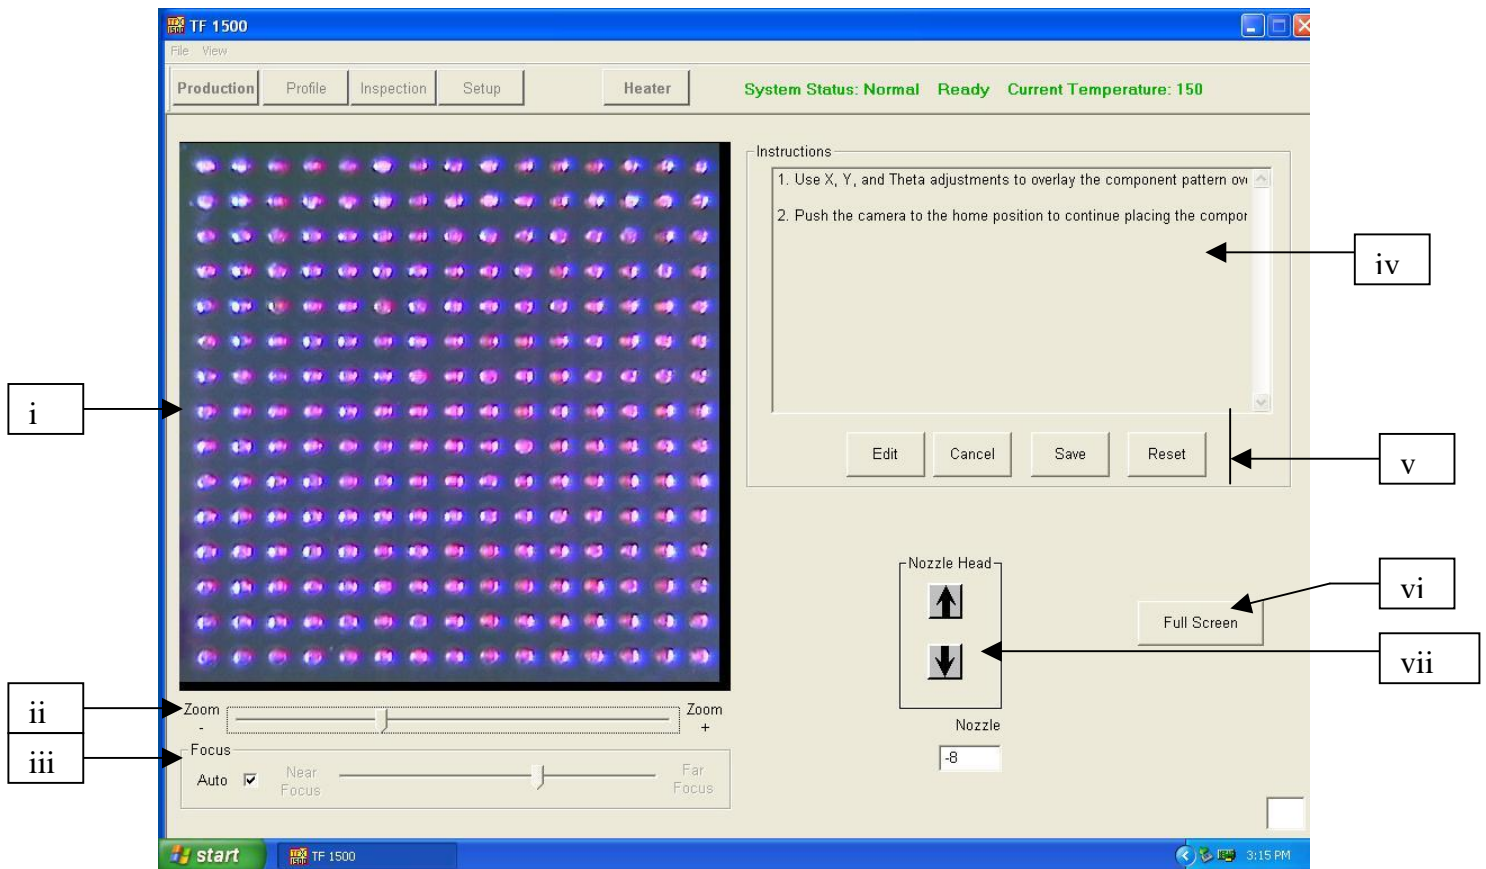 TF 1500
File View
Production Profile Inspection Setup Heater System Status: Normal Ready Current Temperature: 150
Instructions
1. Use X, Y, and Theta adjustments to overlay the component pattern
2. Push the camera to the home position to continue placing the
iv
i
Edit Cancel Save Reset
v
Nozzle Head
vi
Full Screen
vii
ii
Zoom
-
Zoom
+
Nozzle
-8
iii
Focus
Auto
Near
Focus
Far
Focus
start
TF 1500
3:15 PM